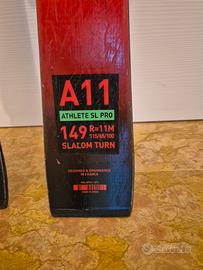 A11
ATHLETE SL PRO
149 R=11M
115/68/100
SLALOM TURN
DESIGNED & ENGINEERED
IN FRANCE